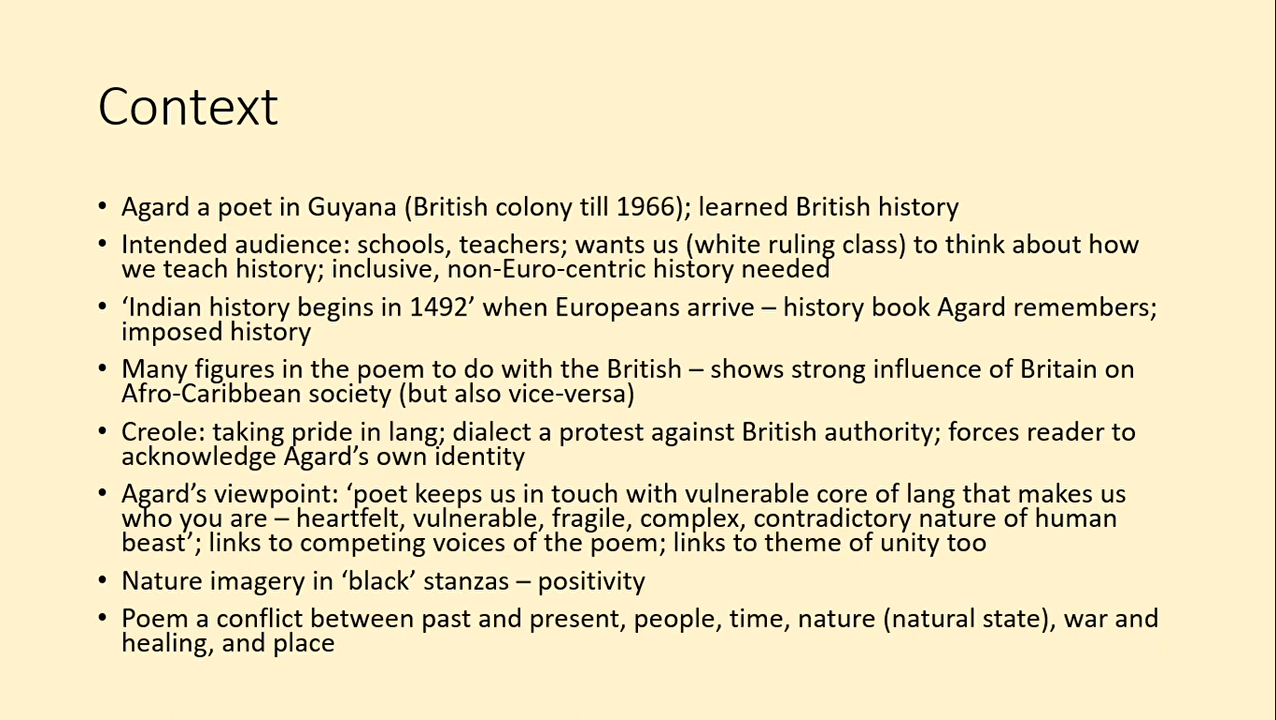 Context
• Agard a poet in Guyana (British colony till 1966); learned British history
• Intended audience: schools, teachers; wants us (white ruling class) to think about how
we teach history; inclusive, non-Euro-centric history needed
• ‘Indian history begins in 1492’ when Europeans arrive – history book Agard remembers;
imposed history
• Many figures in the poem to do with the British – shows strong influence of Britain on
Afro-Caribbean society (but also vice-versa)
• Creole: taking pride in lang; dialect a protest against British authority; forces reader to
acknowledge Agard’s own identity
• Agard’s viewpoint: ‘poet keeps us in touch with vulnerable core of lang that makes us
who you are – heartfelt, vulnerable, fragile, complex, contradictory nature of human
beast’; links to competing voices of the poem; links to theme of unity too
• Nature imagery in ‘black’ stanzas – positivity
• Poem a conflict between past and present, people, time, nature (natural state), war and
healing, and place